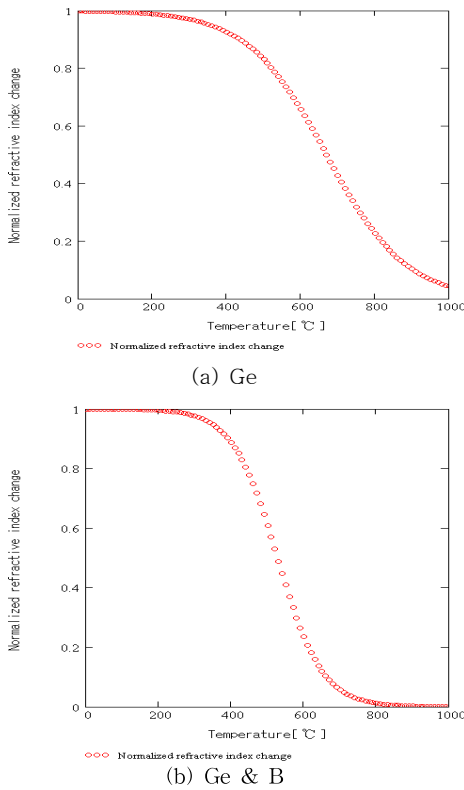 1
0.8
0.6
0.4
0.2
0
Normalized refractive index change
0 200 400 600 800 1000
Temperature[ ℃ ]
Normalized refractive index change
(a) Ge
1
0.8
0.6
0.4
0.2
0
Normalized refractive index change
0 200 400 600 800 1000
Temperature[ ℃ ]
Normalized refractive index change
(b) Ge & B